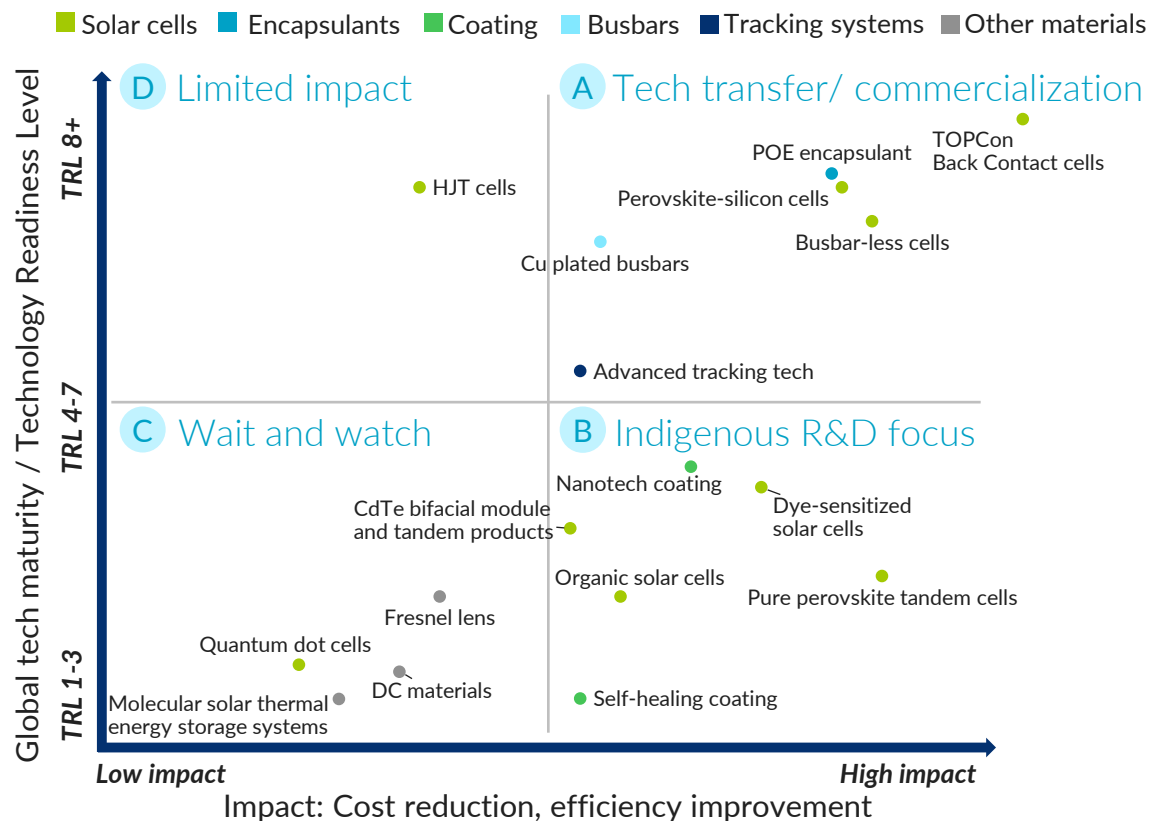 Solar cells Encapsulants Coating Busbars Tracking systems Other materials
D Limited impact
A Tech transfer/ commercialization
TOPCon
Back Contact cells
POE encapsulant
HJT cells
Perovskite-silicon cells
Busbar-less cells
Cu plated busbars
Advanced tracking tech
C Wait and watch
B Indigenous R&D focus
Nanotech coating
CdTe bifacial module
and tandem products
Dye-sensitized
solar cells
Organic solar cells
Pure perovskite tandem cells
Fresnel lens
Quantum dot cells
DC materials
Molecular solar thermal
energy storage systems
Self-healing coating
Global tech maturity / Technology Readiness Level
TRL 8+
TRL 4-7
TRL 1-3
Low impact
High impact
Impact: Cost reduction, efficiency improvement